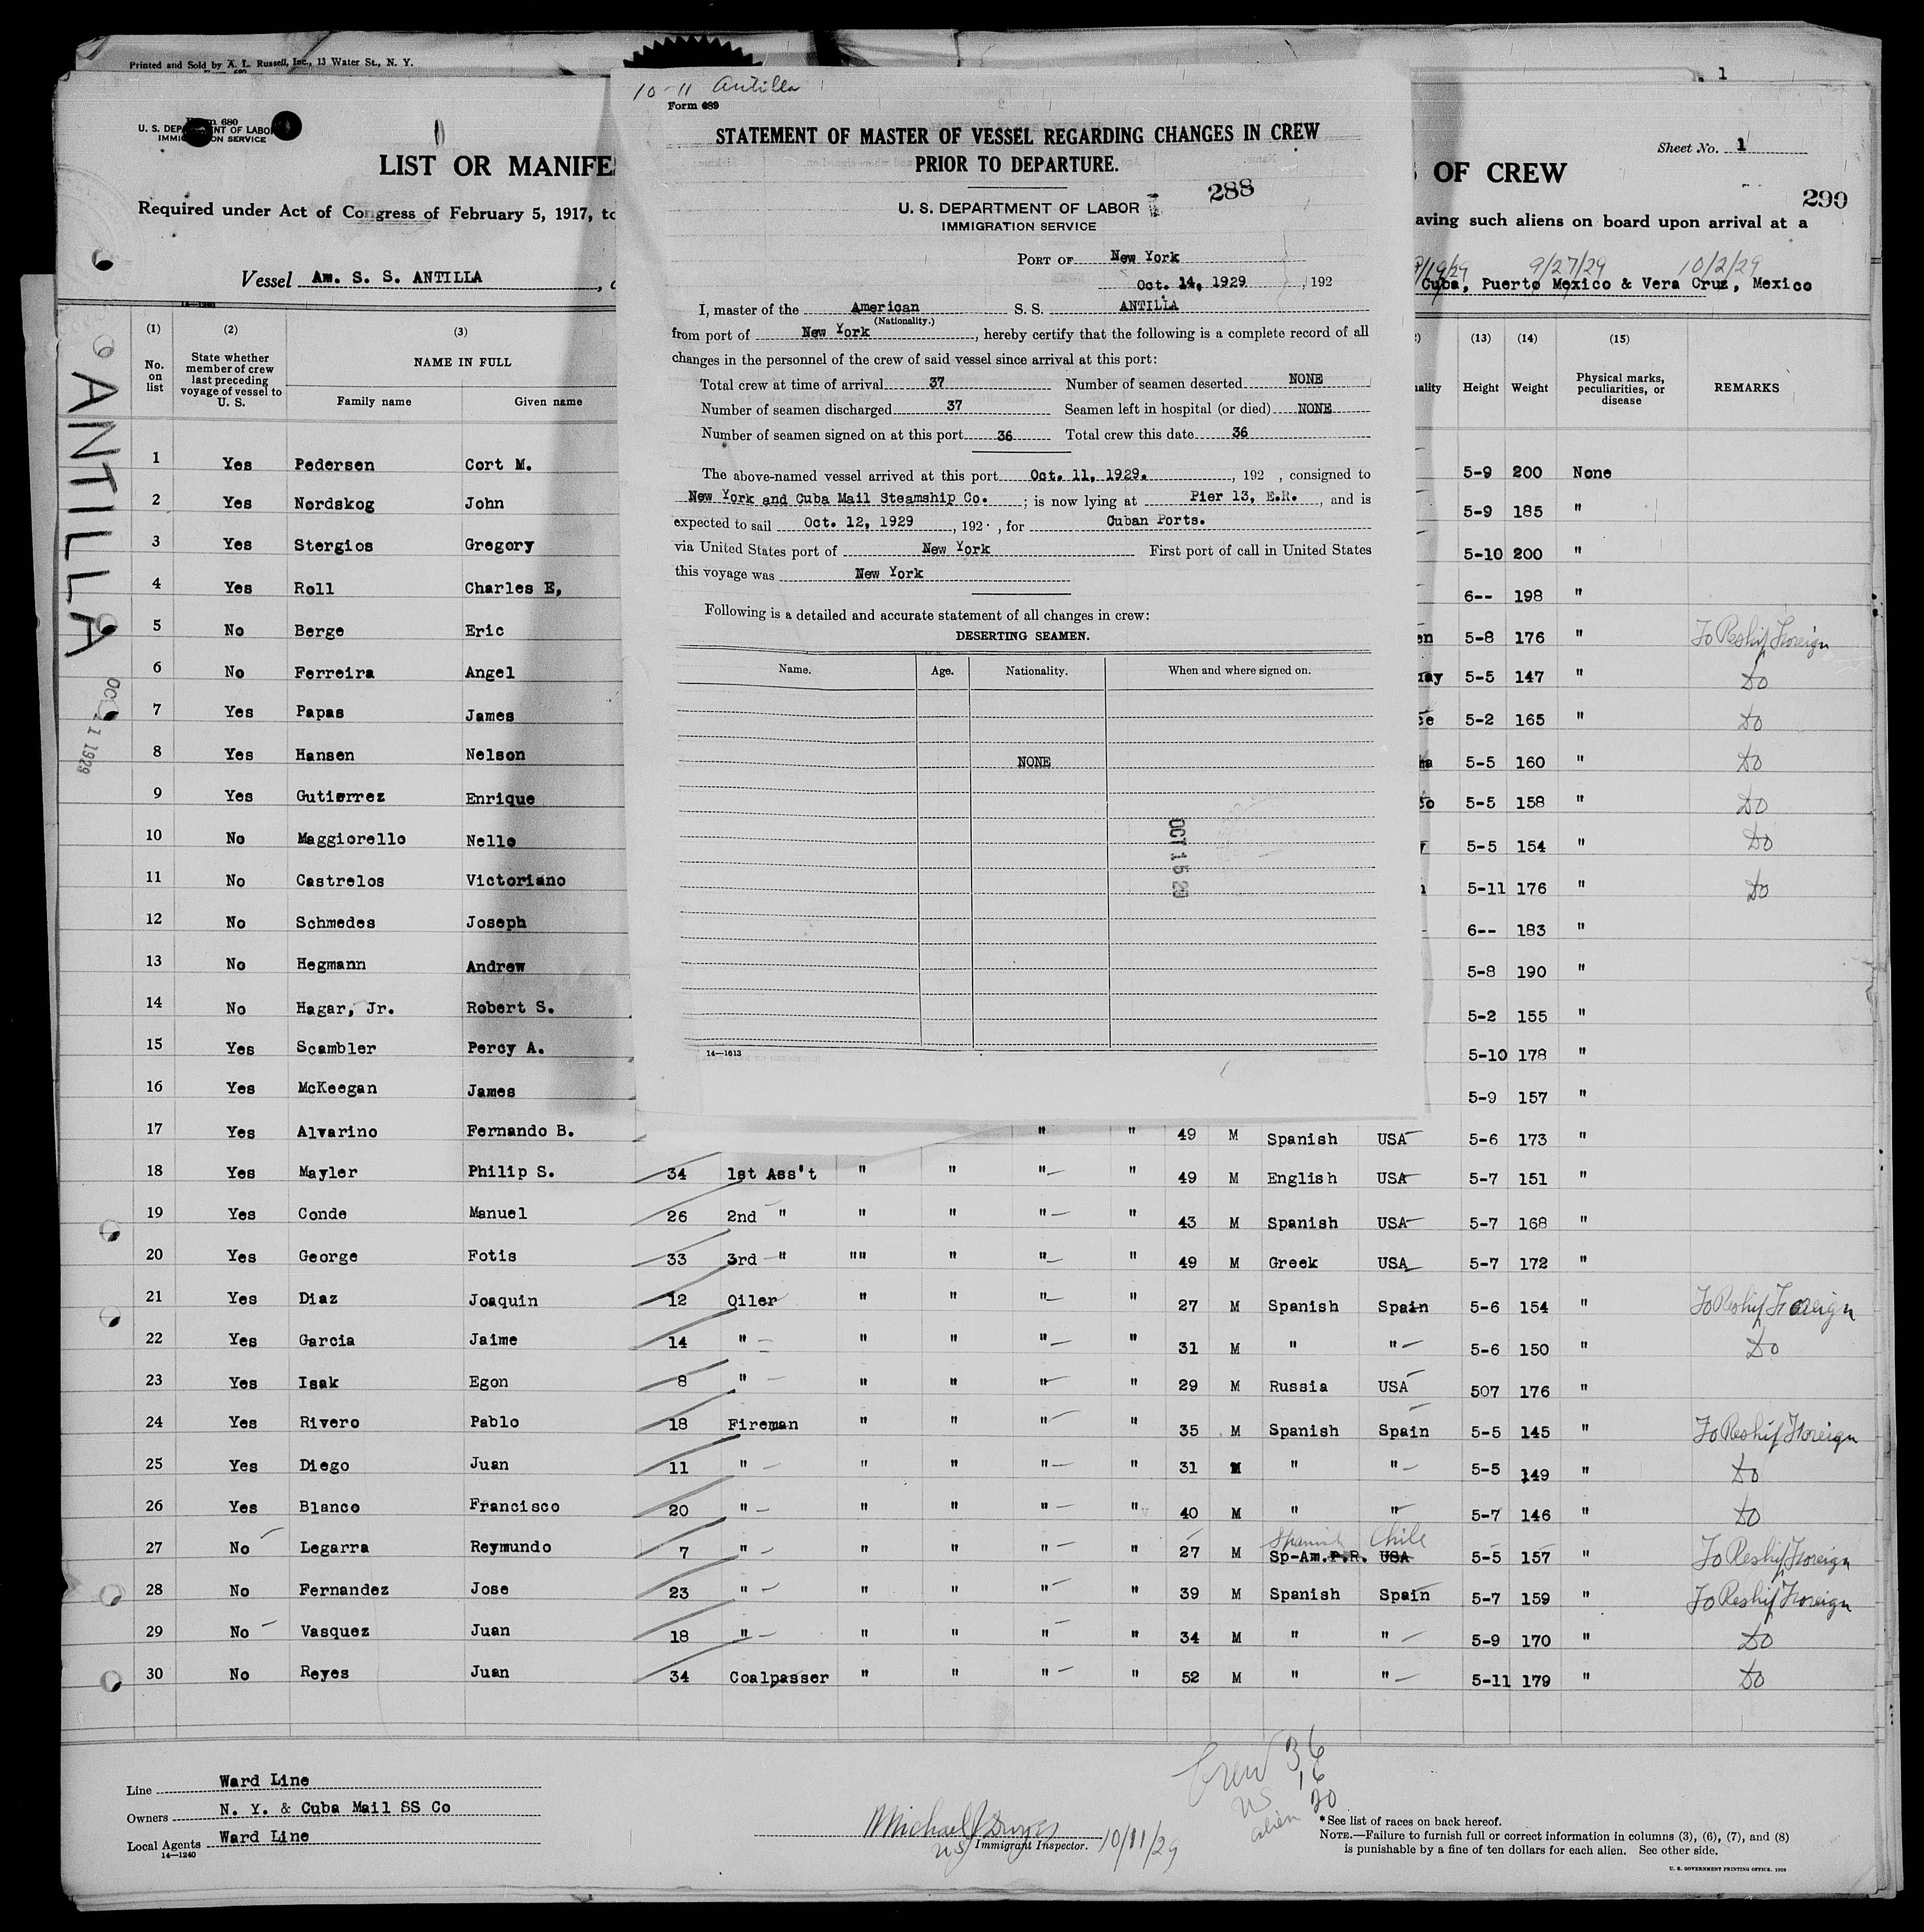 Printed and Sold by A. L. Russell, Inc., 13 Water St., N. Y.
1
Form 680
U. S. DEPARTMENT OF LABOR
IMMIGRATION SERVICE
LIST OR MANIFE
Required under Act of Congress of February 5, 1917, to
Vessel Am. S. S. ANTILLA
ANTILLA
OCT 11 1929
10-11 Antilla
Form 689
STATEMENT OF MASTER OF VESSEL REGARDING CHANGES IN CREW
PRIOR TO DEPARTURE.
288
U. S. DEPARTMENT OF LABOR
IMMIGRATION SERVICE
PORT OF New York
Oct. 14, 1929, 192
I, master of the American S. S. ANTILLA
(Nationality.)
from port of New York, hereby certify that the following is a complete record of all
changes in the personnel of the crew of said vessel since arrival at this port:
Total crew at time of arrival 37 Number of seamen deserted NONE
Number of seamen discharged 37 Seamen left in hospital (or died) NONE
Number of seamen signed on at this port 36 Total crew this date 36
The above-named vessel arrived at this port Oct. 11, 1929., 192 , consigned to
New York and Cuba Mail Steamship Co. ; is now lying at Pier 13, E.R., and is
expected to sail Oct. 12, 1929, 192 , for Cuban Ports.
via United States port of New York First port of call in United States
this voyage was New York
Following is a detailed and accurate statement of all changes in crew:
DESERTING SEAMEN.
Name. Age. Nationality. When and where signed on.
NONE
OCT 15 29
14—1613
Sheet No. 1
OF CREW
290
aving such aliens on board upon arrival at a
9/19/29 9/27/29 10/2/29
Cuba, Puerto Mexico & Vera Cruz, Mexico
(1) (2) (3) (13) (14) (15)
No. on list State whether member of crew last preceding voyage of vessel to U. S. NAME IN FULL Family name Given name Height Weight Physical marks, peculiarities, or disease REMARKS
1 Yes Pedersen Cort M. 5-9 200 None
2 Yes Nordskog John 5-9 185 "
3 Yes Stergios Gregory 5-10 200 "
4 Yes Roll Charles E, 6-- 198 "
5 No Berge Eric en 5-8 176 " To Reship Foreign
6 No Ferreira Angel uay 5-5 147 " Do
7 Yes Papas James ce 5-2 165 " Do
8 Yes Hansen Nelson 5-5 160 " Do
9 Yes Gutierrez Enrique co 5-5 158 " Do
10 No Maggiorello Nello 5-5 154 " Do
11 No Castrelos Victoriano 5-11 176 " Do
12 No Schmedes Joseph 6-- 183 "
13 No Hegmann Andrew 5-8 190 "
14 No Hagar, Jr. Robert S. 5-2 155 "
15 Yes Scambler Percy A. 5-10 178 "
16 Yes McKeegan James 5-9 157 "
17 Yes Alvarino Fernando B. " " 49 M Spanish USA 5-6 173 "
18 Yes Mayler Philip S. 34 1st Ass't " " " " 49 M English USA 5-7 151 "
19 Yes Conde Manuel 26 2nd " " " " " 43 M Spanish USA 5-7 168 "
20 Yes George Fotis 33 3rd " "" " " " 49 M Greek USA 5-7 172 "
21 Yes Diaz Joaquin 12 Oiler " " " " 27 M Spanish Spain 5-6 154 " To Reship Foreign
22 Yes Garcia Jaime 14 " " " " " 31 M " " 5-6 150 " Do
23 Yes Isak Egon 8 " " " " " 29 M Russia USA 507 176 "
24 Yes Rivero Pablo 18 Fireman " " " " 35 M Spanish Spain 5-5 145 " To Reship Foreign
25 Yes Diego Juan 11 " " " " " 31 M " " 5-5 149 " Do
26 Yes Blanco Francisco 20 " " " " " 40 M " " 5-7 146 " Do
Spanish Chile
27 No Legarra Reymundo 7 " " " " " 27 M Sp-Am.P.R. USA 5-5 157 " To Reship Foreign
28 No Fernandez Jose 23 " " " " " 39 M Spanish Spain 5-7 159 " To Reship Foreign
29 No Vasquez Juan 18 " " " " " 34 M " " 5-9 170 " Do
30 No Reyes Juan 34 Coalpasser " " " " 52 M " " 5-11 179 " Do
Line Ward Line
Owners N. Y. & Cuba Mail SS Co
Local Agents Ward Line
14—1240
US Immigrant Inspector. 10/11/29
Crew 36
US 16
alien 20
*See list of races on back hereof.
NOTE.—Failure to furnish full or correct information in columns (3), (6), (7), and (8)
is punishable by a fine of ten dollars for each alien. See other side.
U. S. GOVERNMENT PRINTING OFFICE. 1929